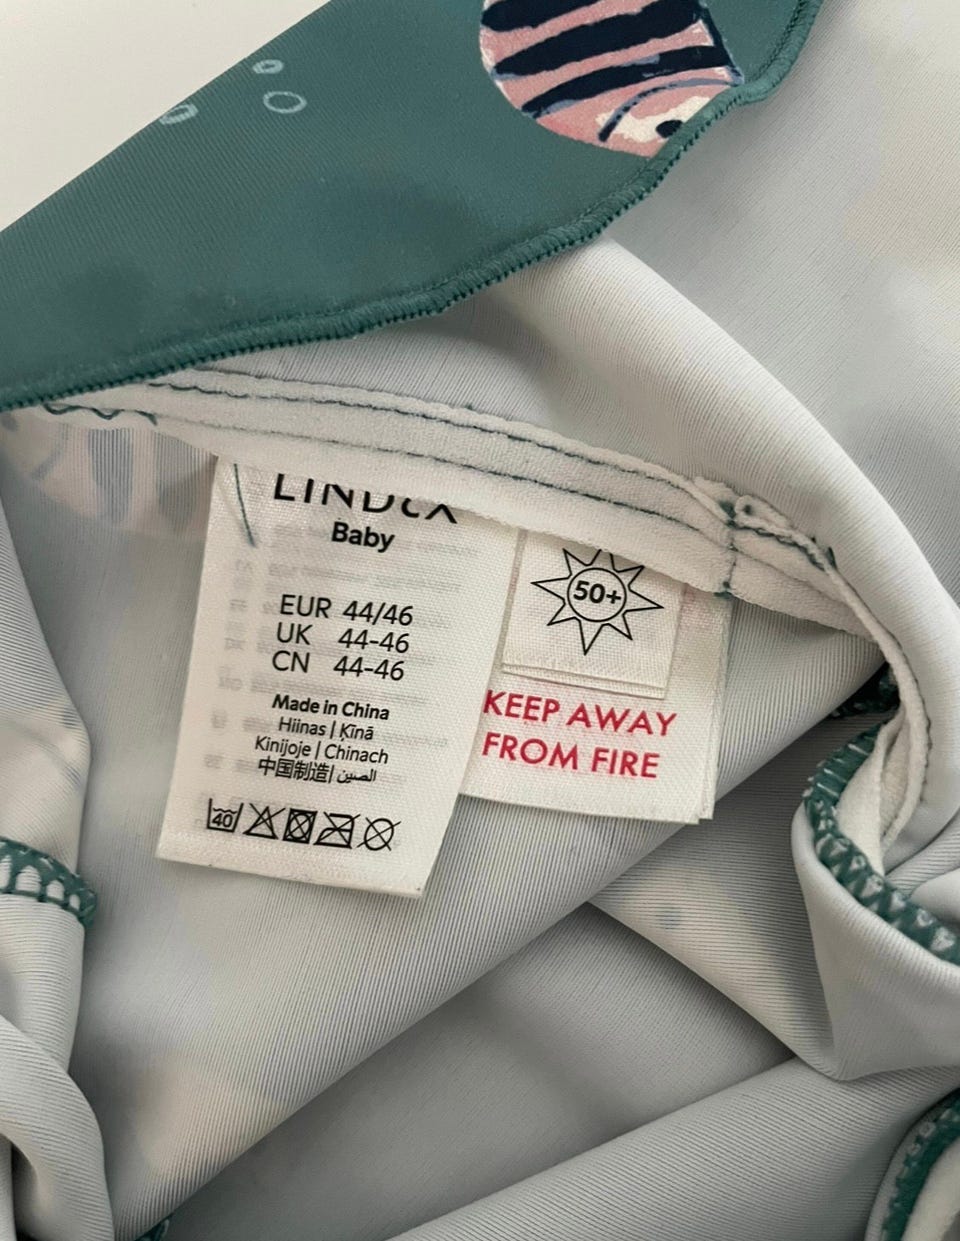 LINDEX
Baby
EUR 44/46
UK 44-46
CN 44-46
Made in China
Hiinas | Ķīnā
Kinijoje | Chinach
中国制造| الصين
40
50+
KEEP AWAY
FROM FIRE